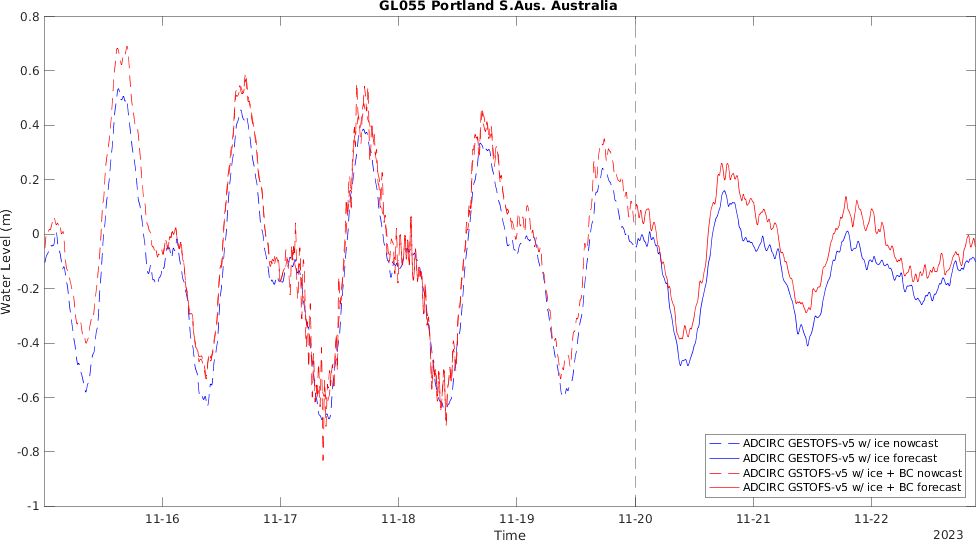 GL055 Portland S.Aus. Australia
0.8
0.6
0.4
0.2
0
-0.2
-0.4
-0.6
-0.8
-1
Water Level (m)
11-16
11-17
11-18
11-19
11-20
11-21
11-22
Time
2023
ADCIRC GESTOFS-v5 w/ ice nowcast
ADCIRC GESTOFS-v5 w/ ice forecast
ADCIRC GSTOFS-v5 w/ ice + BC nowcast
ADCIRC GSTOFS-v5 w/ ice + BC forecast